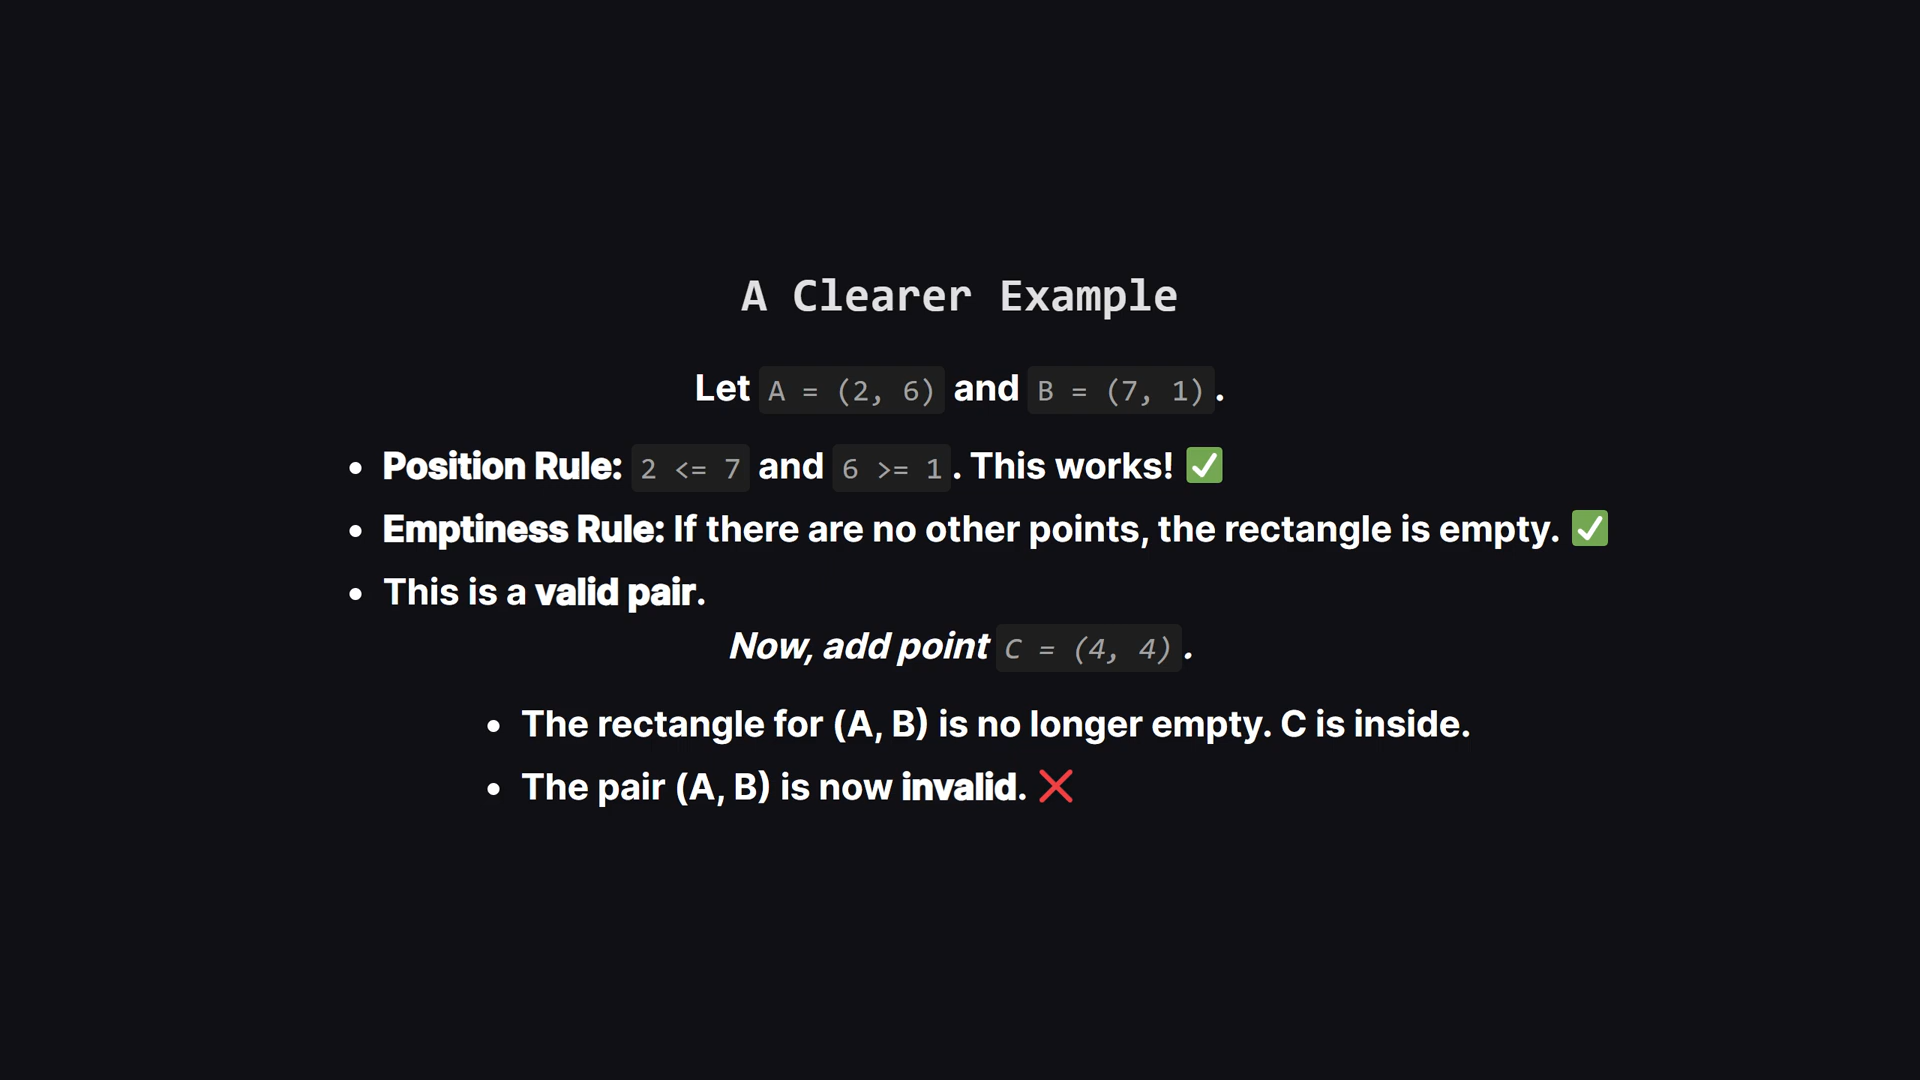 A Clearer Example
Let A = (2, 6) and B = (7, 1).
• Position Rule: 2 <= 7 and 6 >= 1. This works! ✅
• Emptiness Rule: If there are no other points, the rectangle is empty. ✅
• This is a valid pair.
Now, add point C = (4, 4).
• The rectangle for (A, B) is no longer empty. C is inside.
• The pair (A, B) is now invalid. ❌